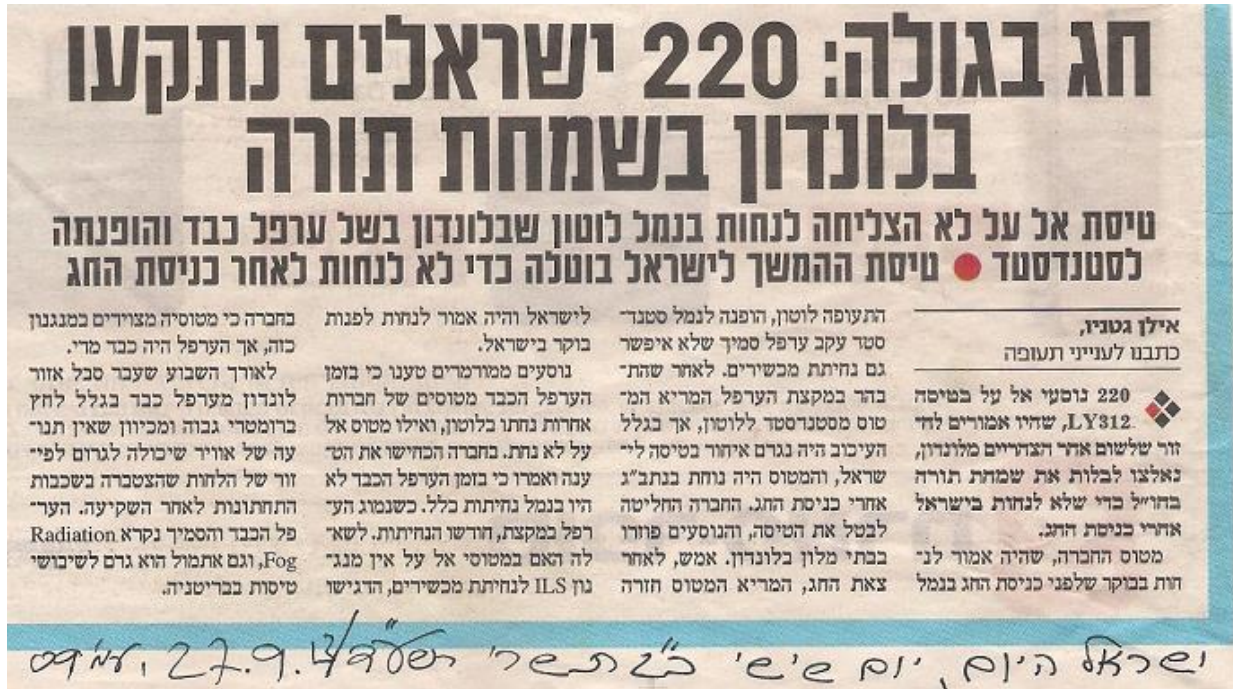 חג בגולה: 220 ישראלים נתקעו
בלונדון בשמחת תורה
טיסת אל על לא הצליחה לנחות בנמל לוטון שבלונדון בשל ערפל כבד והופנתה
לסטנדסטד ● טיסת ההמשך לישראל בוטלה כדי לא לנחות לאחר כניסת החג
אילן גטניו,
כתבנו לענייני תעופה
220 נוסעי אל על בטיסה
LY312, שהיו אמורים לח־
זור שלשום אחר הצהריים מלונדון,
נאלצו לבלות את שמחת תורה
בחו״ל כדי שלא לנחות בישראל
אחרי כניסת החג.
מטוס החברה, שהיה אמור לנ־
חות בבוקר שלפני כניסת החג בנמל
התעופה לוטון, הופנה לנמל סטנד־
סטד עקב ערפל סמיך שלא איפשר
גם נחיתת מכשירים. לאחר שהת־
בהר במקצת הערפל המריא המ־
טוס מסטנדסטד ללוטון, אך בגלל
העיכוב היה נגרם איחור בטיסה לי־
שראל, והמטוס היה נוחת בנתב״ג
אחרי כניסת החג. החברה החליטה
לבטל את הטיסה, והנוסעים פוזרו
בבתי מלון בלונדון. אמש, לאחר
צאת החג, המריא המטוס חזרה
לישראל והיה אמור לנחות לפנות
בוקר בישראל.
נוסעים ממורמרים טענו כי בזמן
הערפל הכבד מטוסים של חברות
אחרות נחתו בלוטון, ואילו מטוס אל
על לא נחת. בחברה הכחישו את הט־
ענה ואמרו כי בזמן הערפל הכבד לא
היו בנמל נחיתות כלל. כשנמוג הע־
רפל במקצת, חודשו הנחיתות. לשא־
לה האם במטוסי אל על אין מנג־
נון ILS לנחיתת מכשירים, הדגישו
בחברה כי מטוסיה מצוידים במנגנון
כזה, אך הערפל היה כבד מדי.
לאורך השבוע שעבר סבל אזור
לונדון מערפל כבד בגלל לחץ
ברומטרי גבוה ומכיוון שאין תנו־
עה של אוויר שיכולה לגרום לפי־
זור של הלחות שהצטברה בשכבות
התחתונות לאחר השקיעה. הער־
פל הכבד והסמיך נקרא Radiation
Fog, וגם אתמול הוא גרם לשיבושי
טיסות בבריטניה.
ישראל היום, יום שישי כ״ג תשרי תשע״ד, 27.9.13, עמ׳ 09